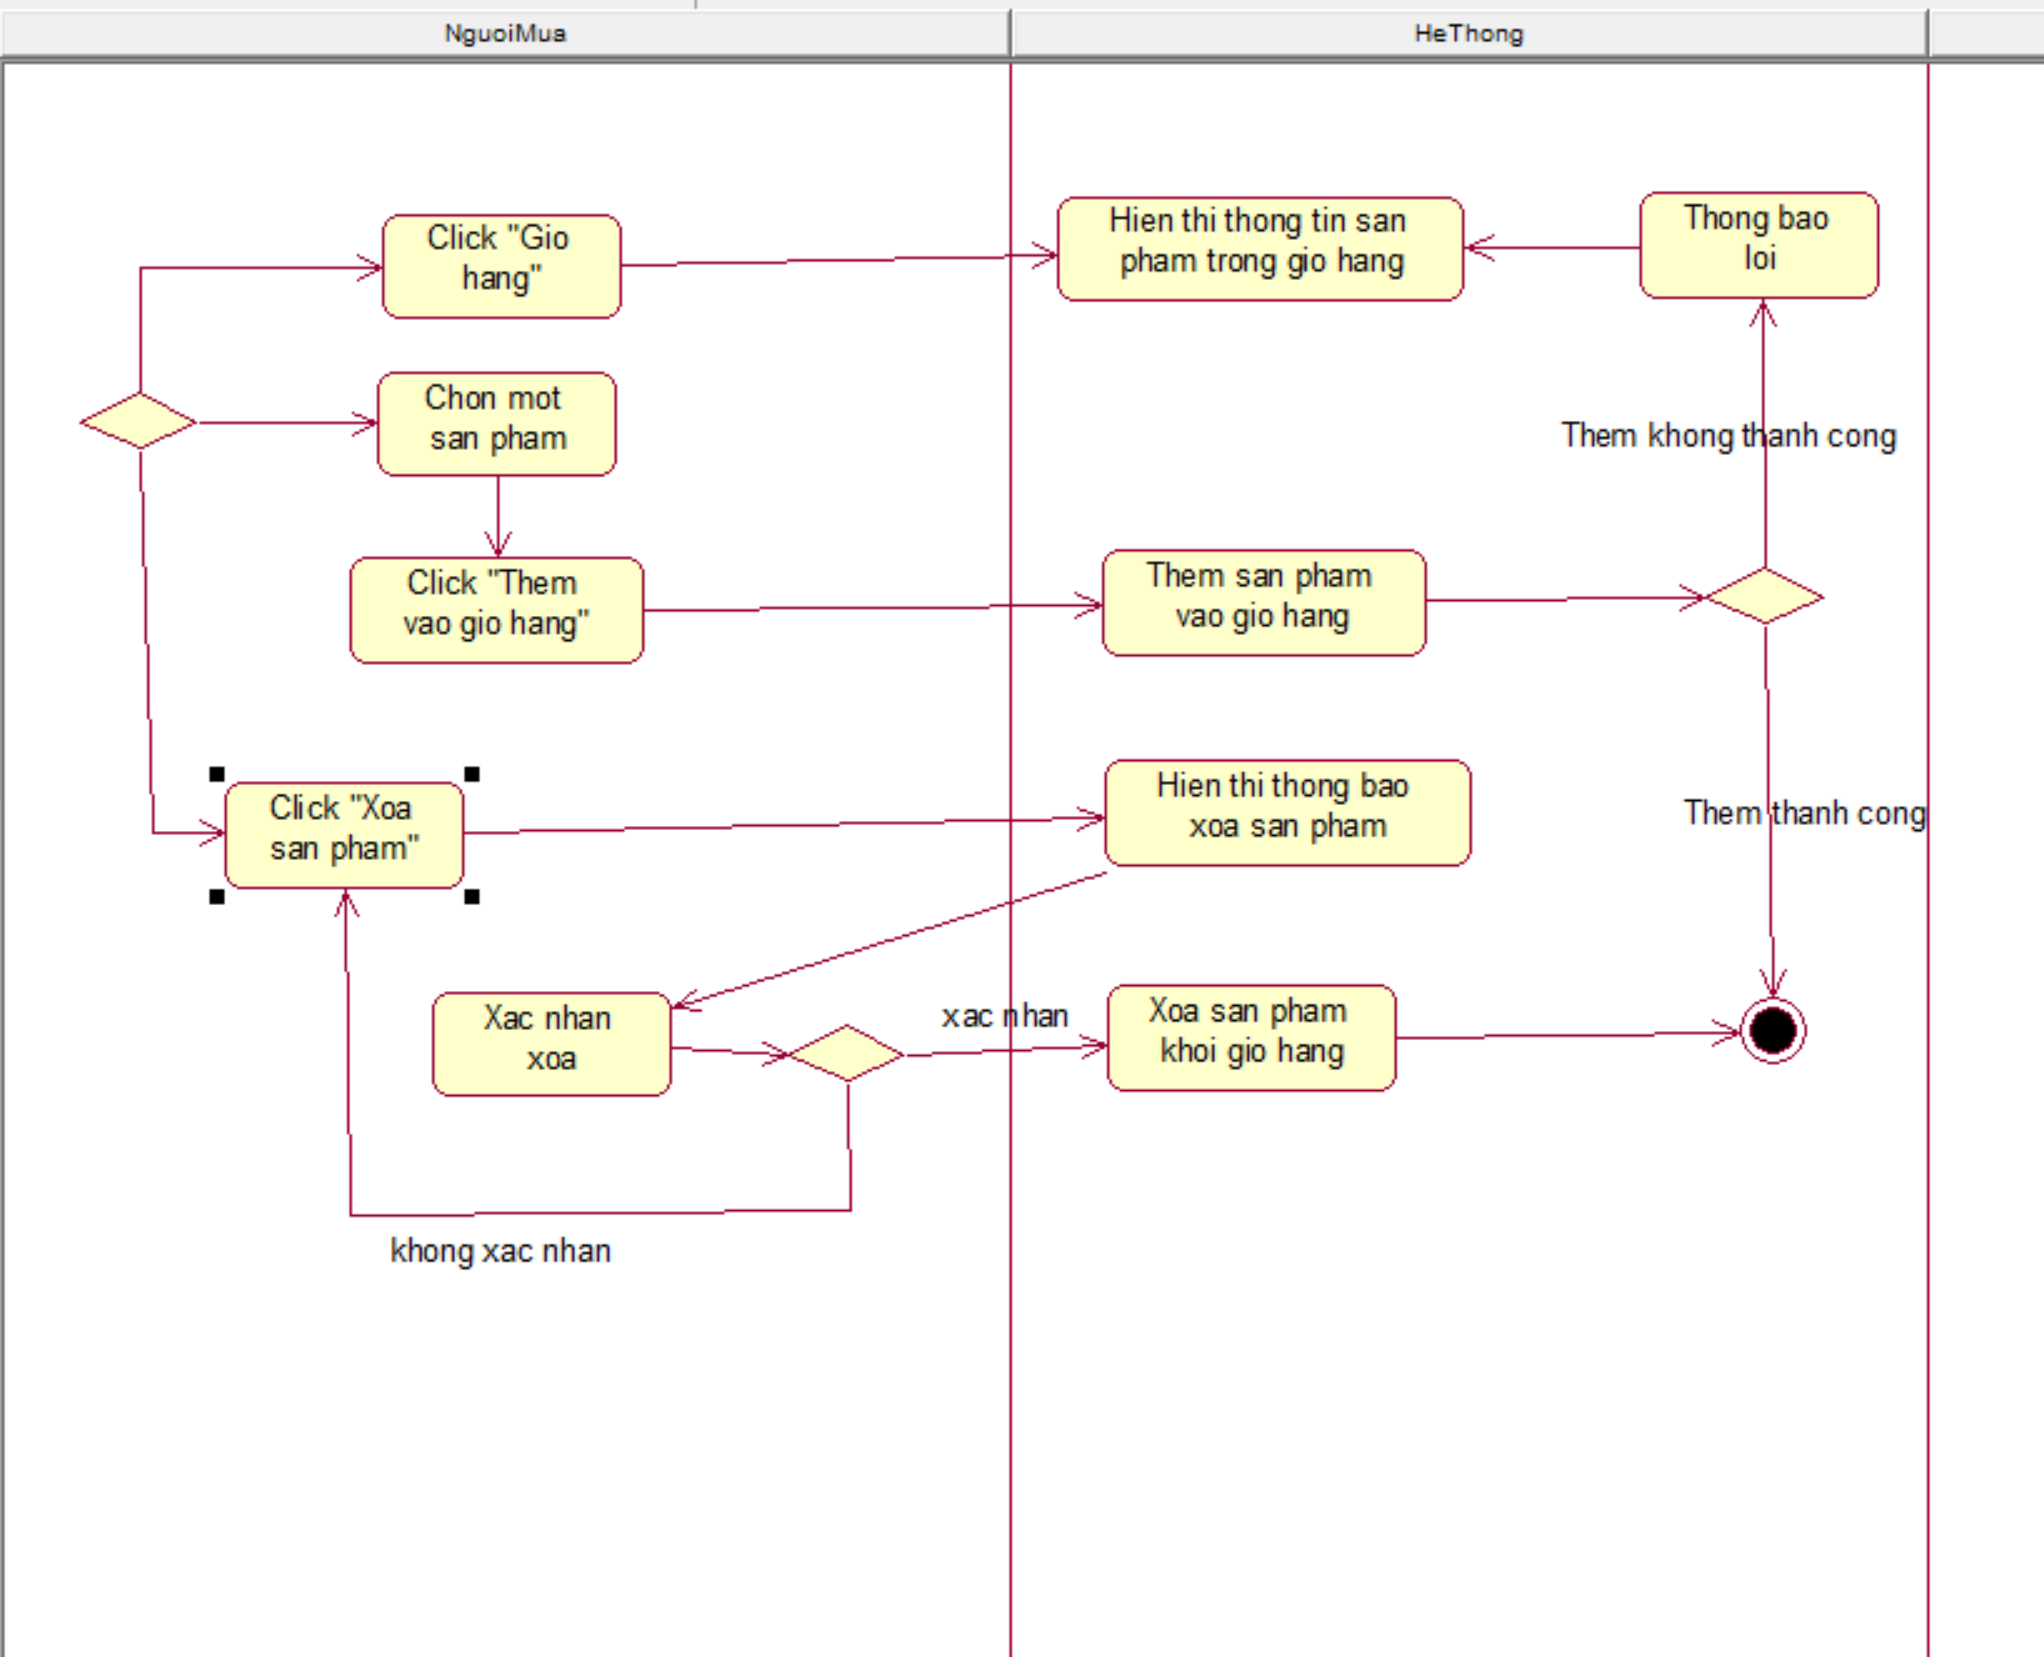 NguoiMua
HeThong
Click "Gio
hang"
Hien thi thong tin san
pham trong gio hang
Thong bao
loi
Chon mot
san pham
Them khong thanh cong
Click "Them
vao gio hang"
Them san pham
vao gio hang
Click "Xoa
san pham"
Hien thi thong bao
xoa san pham
Them thanh cong
Xac nhan
xoa
xac nhan
Xoa san pham
khoi gio hang
khong xac nhan